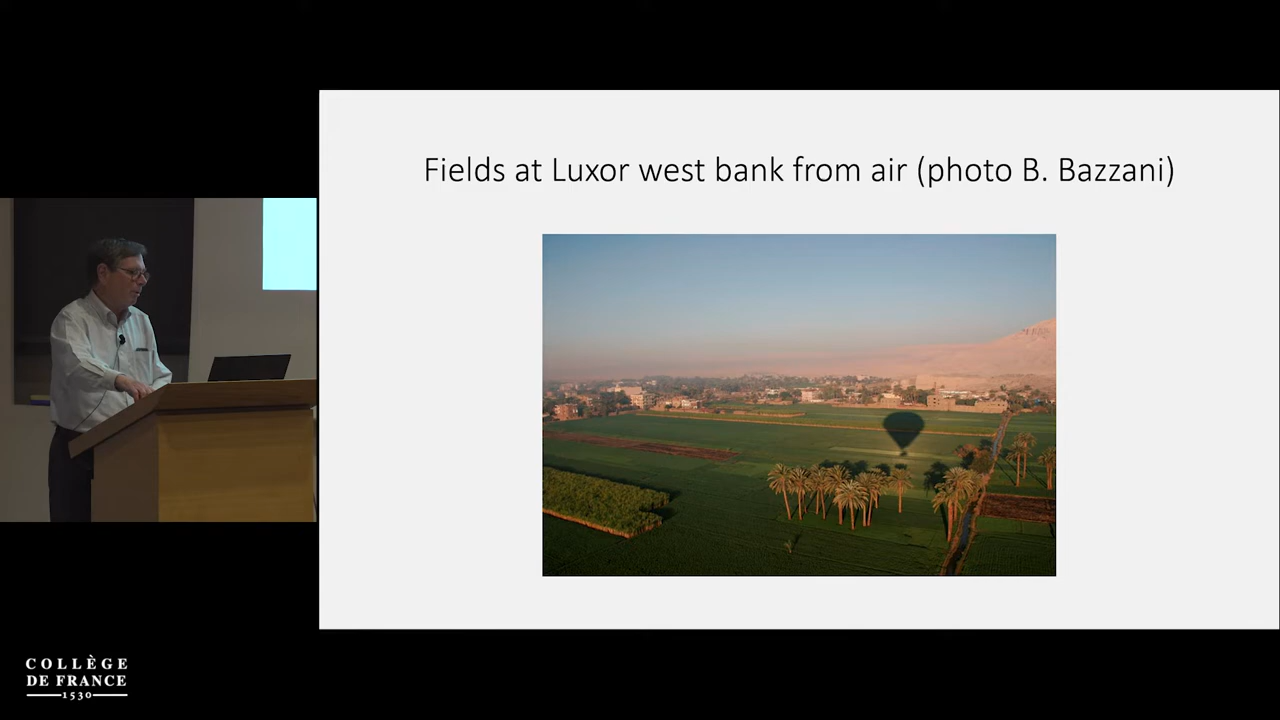 Fields at Luxor west bank from air (photo B. Bazzani)
COLLÈGE
DE FRANCE
1530